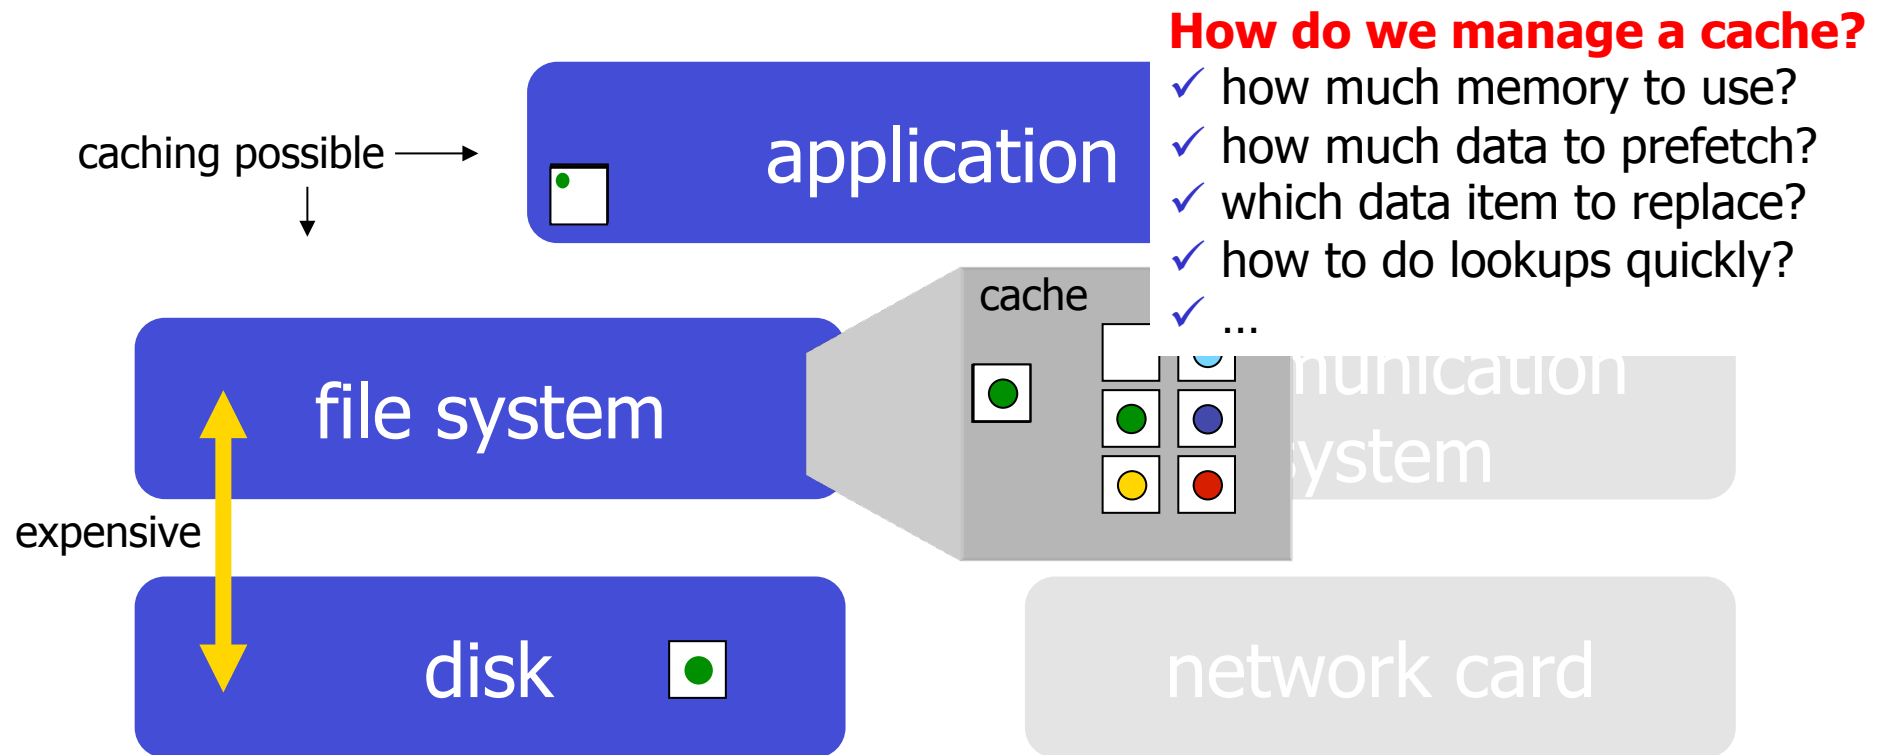 How do we manage a cache?
✓ how much memory to use?
✓ how much data to prefetch?
✓ which data item to replace?
✓ how to do lookups quickly?
✓ ...
caching possible
application
cache
file system
expensive
disk
network card